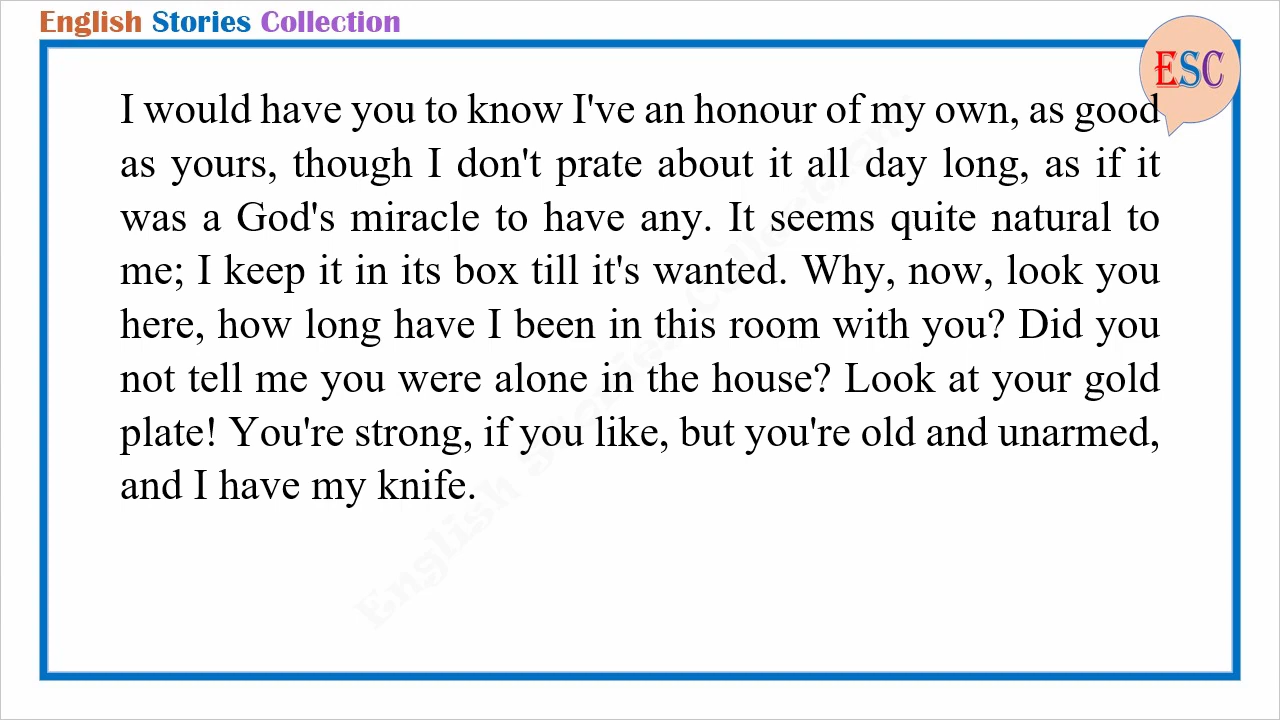 English Stories Collection
ESC
I would have you to know I've an honour of my own, as good
as yours, though I don't prate about it all day long, as if it
was a God's miracle to have any. It seems quite natural to
me; I keep it in its box till it's wanted. Why, now, look you
here, how long have I been in this room with you? Did you
not tell me you were alone in the house? Look at your gold
plate! You're strong, if you like, but you're old and unarmed,
and I have my knife.
English Stories Collection